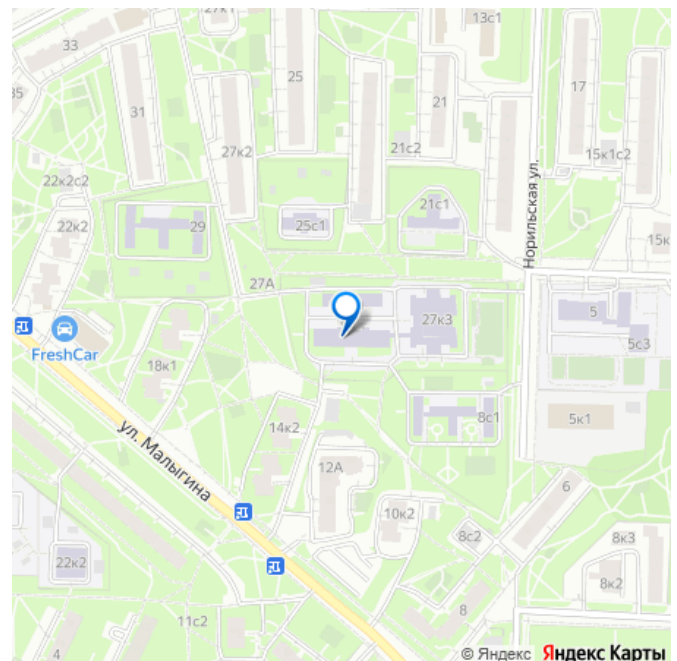 27к1
13с1
33
25
17
35
31
21
27к2
21с2
15к1с2
22к2с2
Норильская ул.
22к2
29
25с1
21с1
15к
27А
27к3
5
FreshCar
5с3
18к1
8с1
5к1
14к2
ул. Малыгина
12А
6
10к2
8с2
8к3
22к2
8к2
8
11с2
4
© Яндекс Яндекс Карты